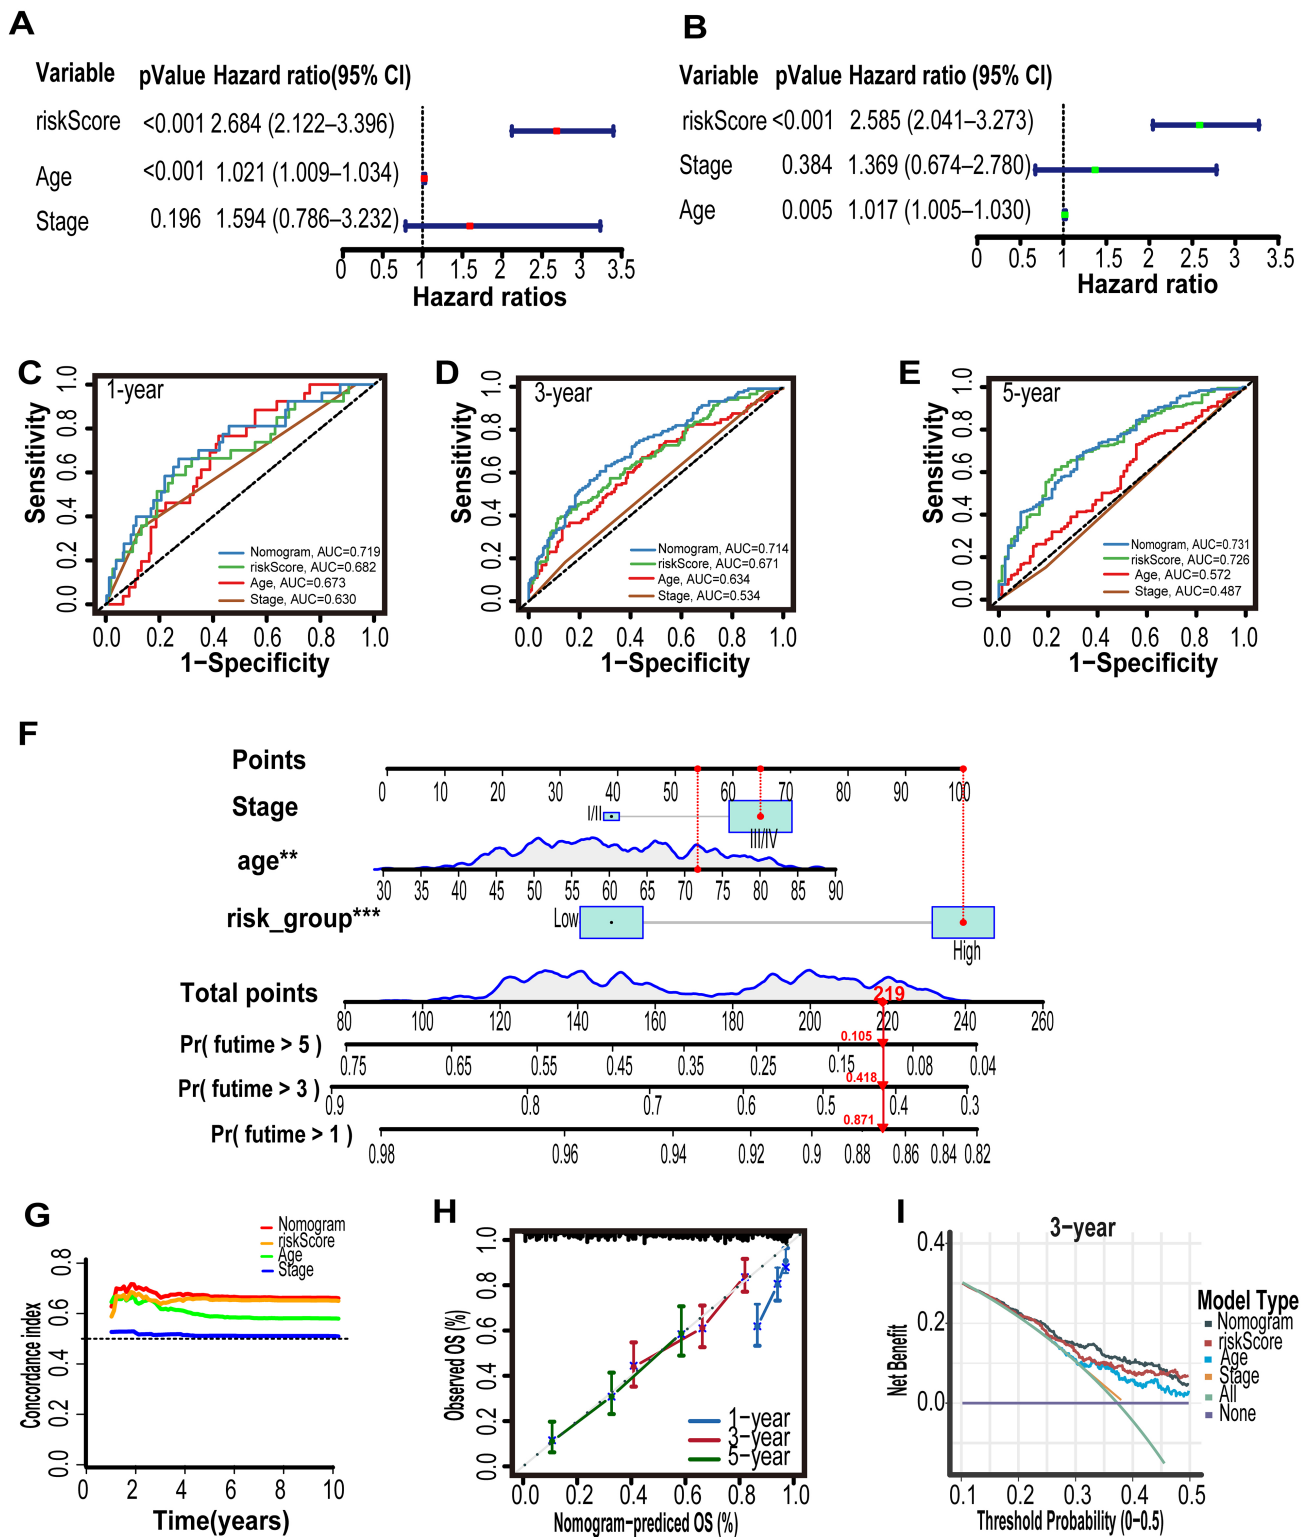 A
Variable pValue Hazard ratio(95% CI)
riskScore <0.001 2.684 (2.122–3.396)
Age <0.001 1.021 (1.009–1.034)
Stage 0.196 1.594 (0.786–3.232)
0 0.5 1 1.5 2 2.5 3 3.5
Hazard ratios
B
Variable pValue Hazard ratio (95% CI)
riskScore <0.001 2.585 (2.041–3.273)
Stage 0.384 1.369 (0.674–2.780)
Age 0.005 1.017 (1.005–1.030)
0 0.5 1 1.5 2 2.5 3 3.5
Hazard ratio
C
1-year
Sensitivity
0.0 0.2 0.4 0.6 0.8 1.0
Nomogram, AUC=0.719
riskScore, AUC=0.682
Age, AUC=0.673
Stage, AUC=0.630
0.0 0.2 0.4 0.6 0.8 1.0
1−Specificity
D
3-year
Sensitivity
0.0 0.2 0.4 0.6 0.8 1.0
Nomogram, AUC=0.714
riskScore, AUC=0.671
Age, AUC=0.634
Stage, AUC=0.534
0.0 0.2 0.4 0.6 0.8 1.0
1−Specificity
E
5-year
Sensitivity
0.0 0.2 0.4 0.6 0.8 1.0
Nomogram, AUC=0.731
riskScore, AUC=0.726
Age, AUC=0.572
Stage, AUC=0.487
0.0 0.2 0.4 0.6 0.8 1.0
1−Specificity
F
Points
0 10 20 30 40 50 60 70 80 90 100
Stage
I/II
III/IV
age**
30 35 40 45 50 55 60 65 70 75 80 85 90
risk_group***
Low
High
Total points
219
80 100 120 140 160 180 200 220 240 260
Pr( futime > 5 )
0.105
0.75 0.65 0.55 0.45 0.35 0.25 0.15 0.08 0.04
Pr( futime > 3 )
0.418
0.9 0.8 0.7 0.6 0.5 0.4 0.3
Pr( futime > 1 )
0.871
0.98 0.96 0.94 0.92 0.9 0.88 0.86 0.84 0.82
G
Nomogram
riskScore
Age
Stage
Concordance index
0.0 0.2 0.4 0.6 0.8
0 2 4 6 8 10
Time(years)
H
Observed OS (%)
0.0 0.2 0.4 0.6 0.8 1.0
1−year
3−year
5−year
0.0 0.2 0.4 0.6 0.8 1.0
Nomogram−prediced OS (%)
I
3−year
Net Benefit
0.4
0.2
0.0
Model Type
Nomogram
riskScore
Age
Stage
All
None
0.1 0.2 0.3 0.4 0.5
Threshold Probability (0−0.5)